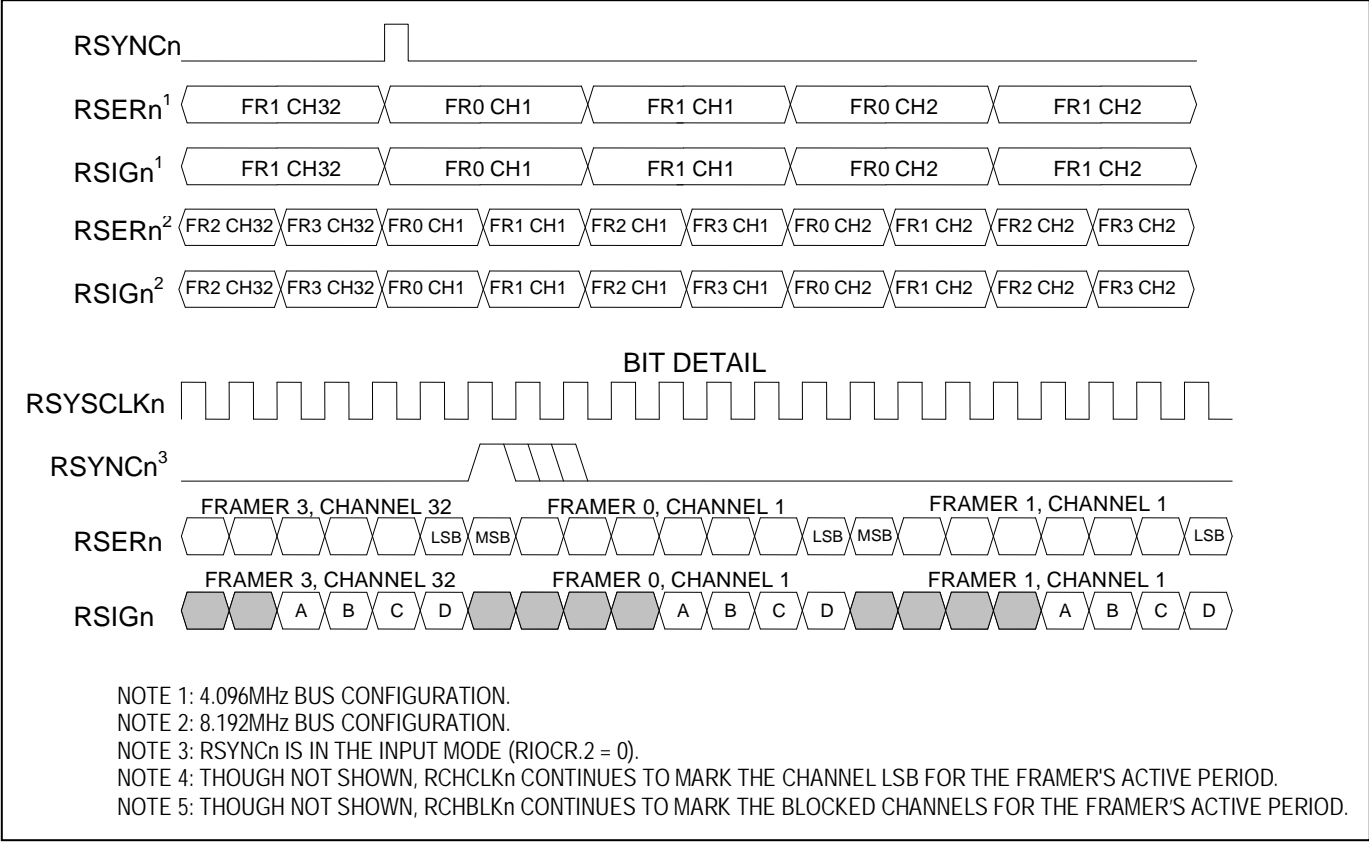 RSYNCn
RSERn¹ FR1 CH32 FR0 CH1 FR1 CH1 FR0 CH2 FR1 CH2
RSIGn¹ FR1 CH32 FR0 CH1 FR1 CH1 FR0 CH2 FR1 CH2
RSERn² FR2 CH32 FR3 CH32 FR0 CH1 FR1 CH1 FR2 CH1 FR3 CH1 FR0 CH2 FR1 CH2 FR2 CH2 FR3 CH2
RSIGn² FR2 CH32 FR3 CH32 FR0 CH1 FR1 CH1 FR2 CH1 FR3 CH1 FR0 CH2 FR1 CH2 FR2 CH2 FR3 CH2
BIT DETAIL
RSYSCLKn
RSYNCn³
FRAMER 3, CHANNEL 32 FRAMER 0, CHANNEL 1 FRAMER 1, CHANNEL 1
RSERn LSB MSB LSB MSB LSB
FRAMER 3, CHANNEL 32 FRAMER 0, CHANNEL 1 FRAMER 1, CHANNEL 1
RSIGn A B C D A B C D A B C D
NOTE 1: 4.096MHz BUS CONFIGURATION.
NOTE 2: 8.192MHz BUS CONFIGURATION.
NOTE 3: RSYNCn IS IN THE INPUT MODE (RIOCR.2 = 0).
NOTE 4: THOUGH NOT SHOWN, RCHCLKn CONTINUES TO MARK THE CHANNEL LSB FOR THE FRAMER'S ACTIVE PERIOD.
NOTE 5: THOUGH NOT SHOWN, RCHBLKn CONTINUES TO MARK THE BLOCKED CHANNELS FOR THE FRAMER'S ACTIVE PERIOD.